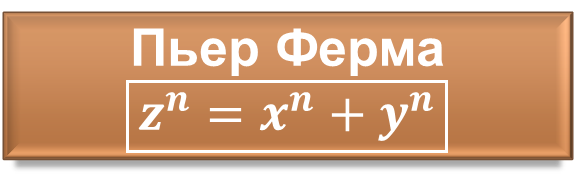 Пьер Ферма
zⁿ = xⁿ + yⁿ